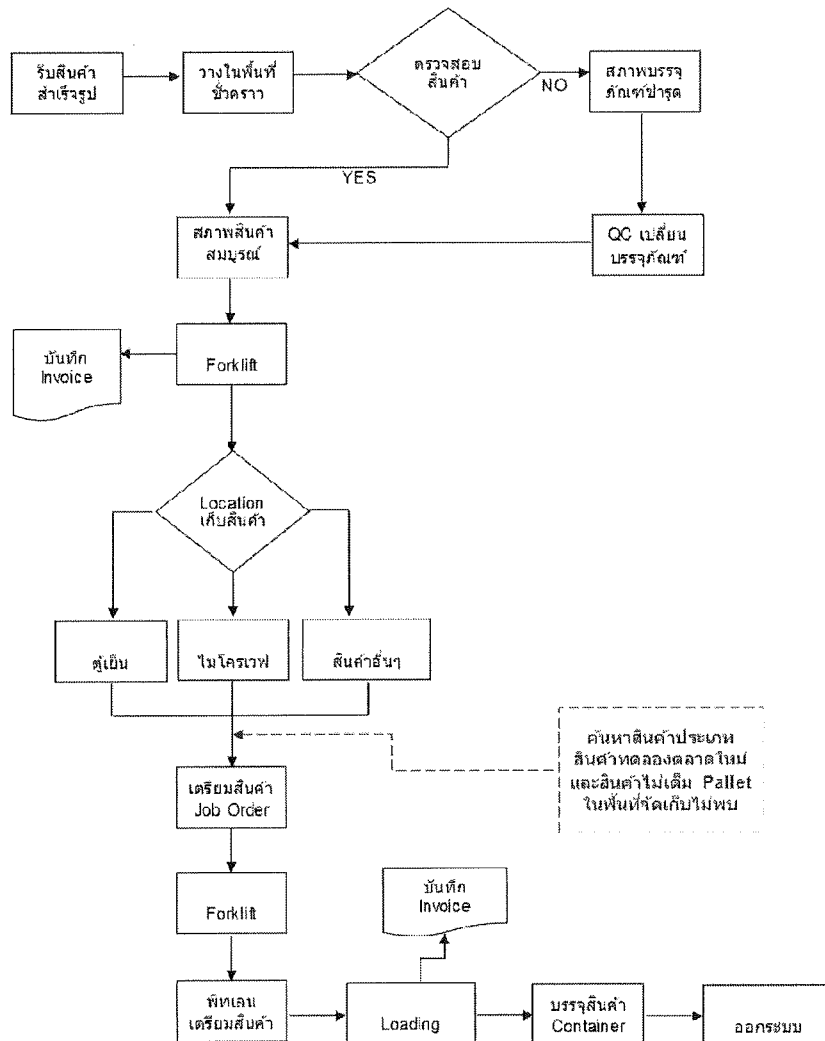 รับสินค้า
สำเร็จรูป
วางในพื้นที่
ชั่วคราว
ตรวจสอบ
สินค้า
NO
สภาพบรรจุ
ภัณฑ์ชำรุด
YES
สภาพสินค้า
สมบูรณ์
QC เปลี่ยน
บรรจุภัณฑ์
บันทึก
Invoice
Forklift
Location
เก็บสินค้า
ตู้เย็น
ไมโครเวฟ
สินค้าอื่นๆ
ค้นหาสินค้าประเภท
สินค้าทดลองตลาดใหม่
และสินค้าไม่เต็ม Pallet
ในพื้นที่จัดเก็บไม่พบ
เตรียมสินค้า
Job Order
Forklift
บันทึก
Invoice
พิทเลน
เตรียมสินค้า
Loading
บรรจุสินค้า
Container
ออกระบบ